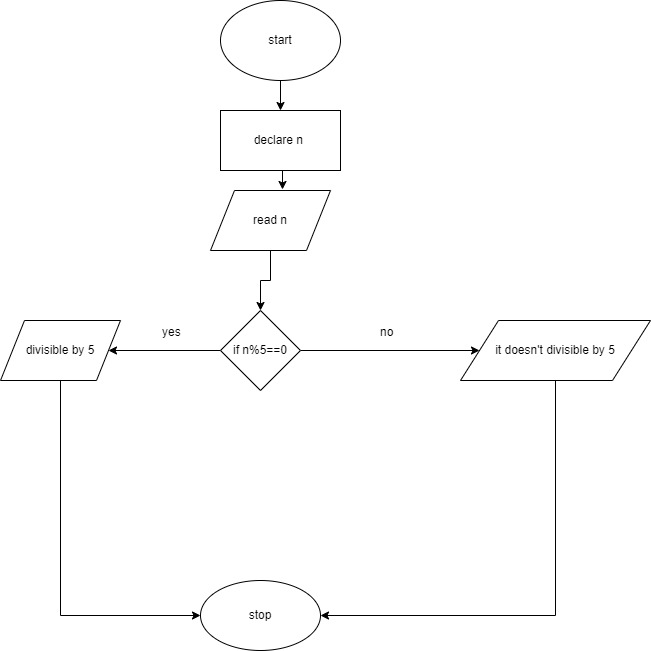 start
declare n
read n
yes
no
divisible by 5
if n%5==0
it doesn't divisible by 5
stop